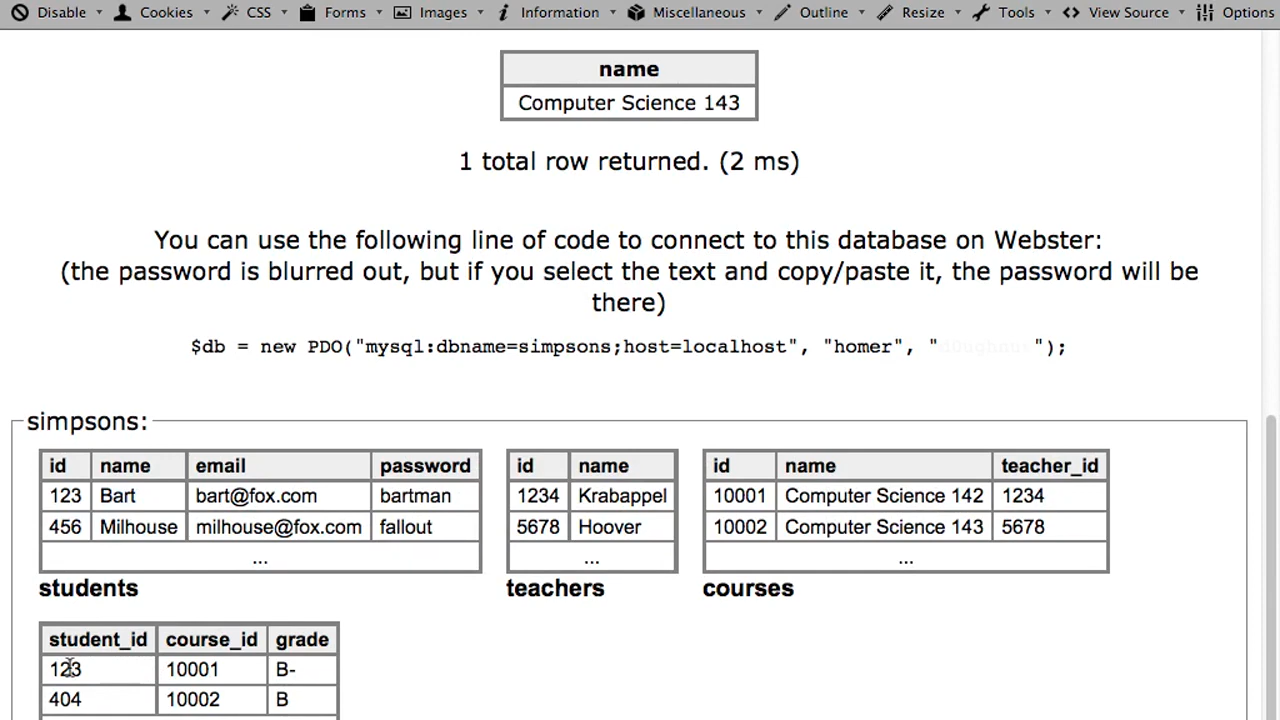 Disable Cookies CSS Forms Images Information Miscellaneous Outline Resize Tools View Source Options
name
Computer Science 143
1 total row returned. (2 ms)
You can use the following line of code to connect to this database on Webster:
(the password is blurred out, but if you select the text and copy/paste it, the password will be
there)
$db = new PDO("mysql:dbname=simpsons;host=localhost", "homer", "");
simpsons:
id name email password
123 Bart bart@fox.com bartman
456 Milhouse milhouse@fox.com fallout
...
students
id name
1234 Krabappel
5678 Hoover
...
teachers
id name teacher_id
10001 Computer Science 142 1234
10002 Computer Science 143 5678
...
courses
student_id course_id grade
123 10001 B-
404 10002 B